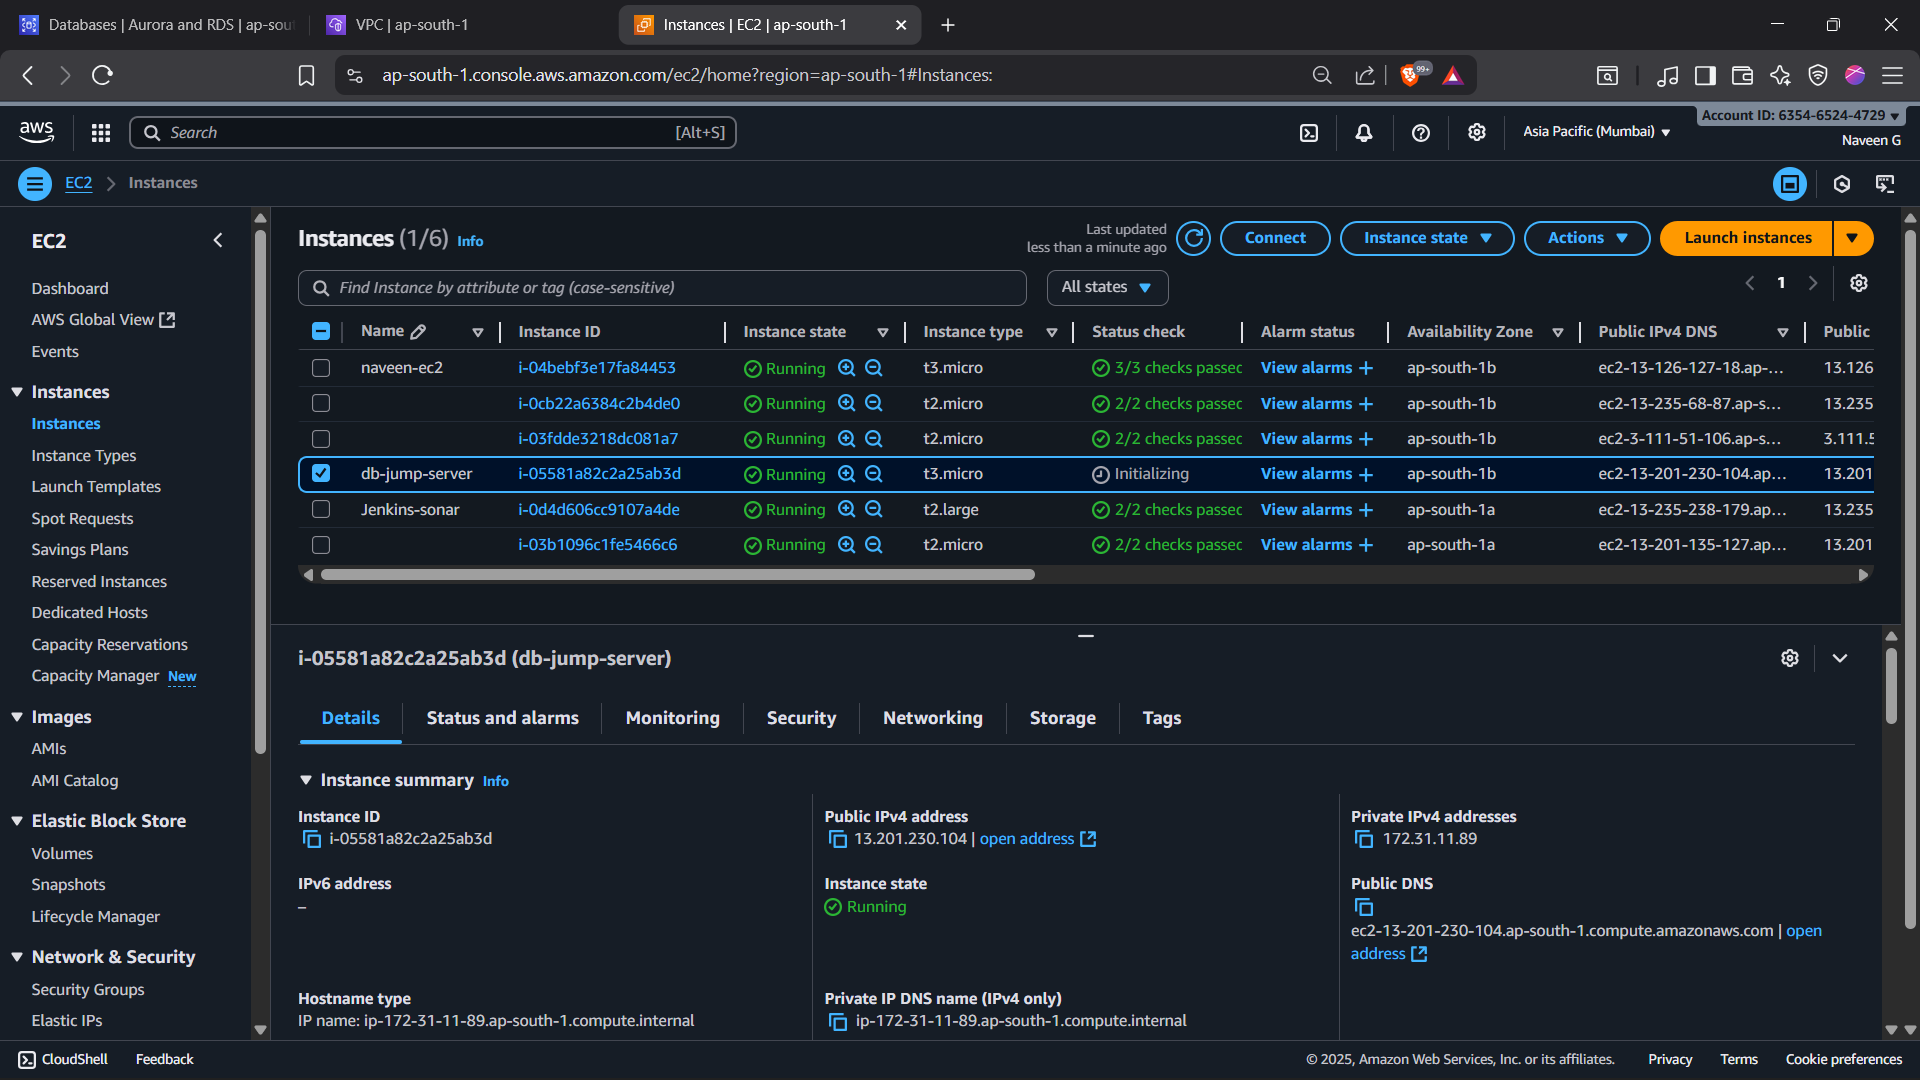 Databases | Aurora and RDS | ap-sou
VPC | ap-south-1
Instances | EC2 | ap-south-1
ap-south-1.console.aws.amazon.com/ec2/home?region=ap-south-1#Instances:
99+
aws
Search
[Alt+S]
Asia Pacific (Mumbai)
Account ID: 6354-6524-4729
Naveen G
EC2
Instances
EC2
Dashboard
AWS Global View
Events
Instances
Instances
Instance Types
Launch Templates
Spot Requests
Savings Plans
Reserved Instances
Dedicated Hosts
Capacity Reservations
Capacity Manager New
Images
AMIs
AMI Catalog
Elastic Block Store
Volumes
Snapshots
Lifecycle Manager
Network & Security
Security Groups
Elastic IPs
Instances (1/6) Info
Last updated
less than a minute ago
Connect
Instance state
Actions
Launch instances
Find Instance by attribute or tag (case-sensitive)
All states
1
Name Instance ID Instance state Instance type Status check Alarm status Availability Zone Public IPv4 DNS Public
naveen-ec2 i-04bebf3e17fa84453 Running t3.micro 3/3 checks passec View alarms ap-south-1b ec2-13-126-127-18.ap-... 13.126
i-0cb22a6384c2b4de0 Running t2.micro 2/2 checks passec View alarms ap-south-1b ec2-13-235-68-87.ap-s... 13.235
i-03fdde3218dc081a7 Running t2.micro 2/2 checks passec View alarms ap-south-1b ec2-3-111-51-106.ap-s... 3.111.5
db-jump-server i-05581a82c2a25ab3d Running t3.micro Initializing View alarms ap-south-1b ec2-13-201-230-104.ap... 13.201
Jenkins-sonar i-0d4d606cc9107a4de Running t2.large 2/2 checks passec View alarms ap-south-1a ec2-13-235-238-179.ap... 13.235
i-03b1096c1fe5466c6 Running t2.micro 2/2 checks passec View alarms ap-south-1a ec2-13-201-135-127.ap... 13.201
i-05581a82c2a25ab3d (db-jump-server)
Details
Status and alarms
Monitoring
Security
Networking
Storage
Tags
Instance summary Info
Instance ID
i-05581a82c2a25ab3d
Public IPv4 address
13.201.230.104 | open address
Private IPv4 addresses
172.31.11.89
IPv6 address
–
Instance state
Running
Public DNS
ec2-13-201-230-104.ap-south-1.compute.amazonaws.com | open
address
Hostname type
IP name: ip-172-31-11-89.ap-south-1.compute.internal
Private IP DNS name (IPv4 only)
ip-172-31-11-89.ap-south-1.compute.internal
CloudShell
Feedback
© 2025, Amazon Web Services, Inc. or its affiliates.
Privacy
Terms
Cookie preferences